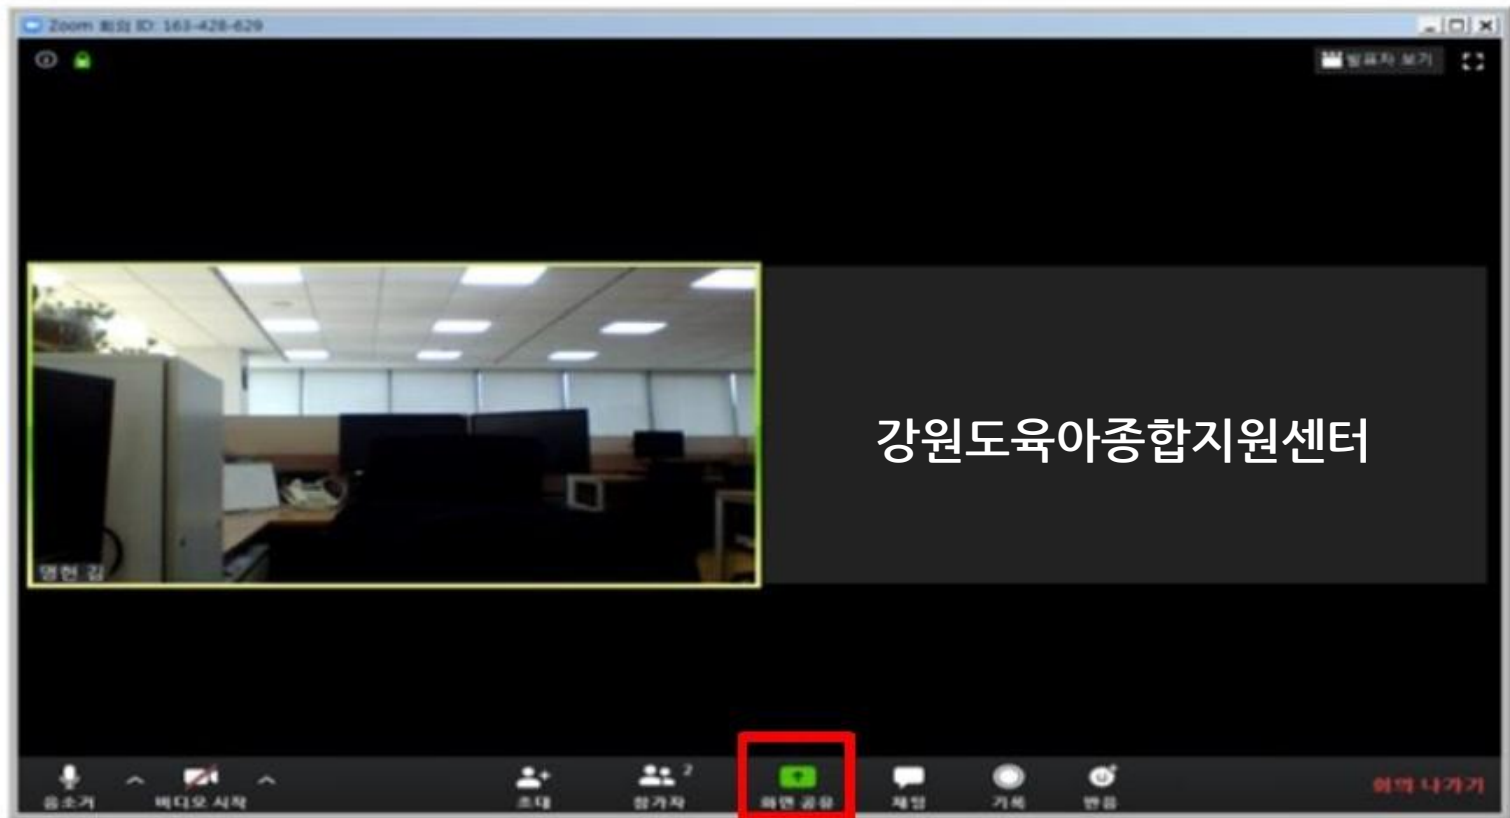 Zoom 회의 ID: 163-428-629
발표자 보기
강원도육아종합지원센터
명현 김
음소거
비디오 시작
초대
참가자
2
화면 공유
채팅
기록
반응
회의 나가기